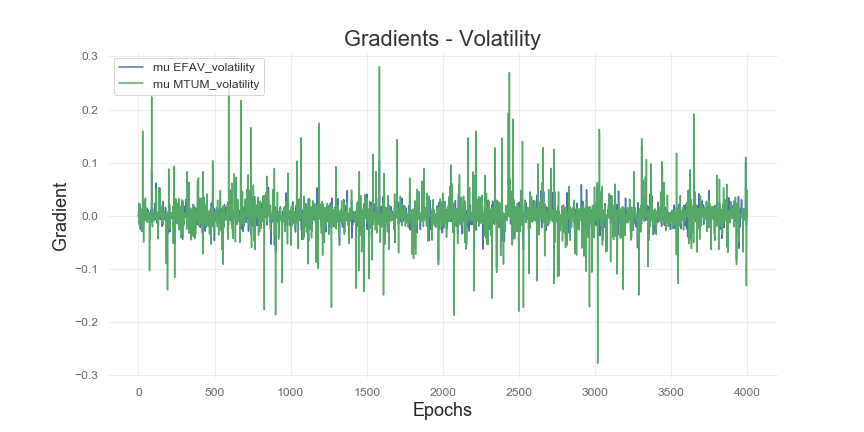 Gradients - Volatility
mu EFAV_volatility
mu MTUM_volatility
0.3
0.2
0.1
0.0
−0.1
−0.2
−0.3
Gradient
0 500 1000 1500 2000 2500 3000 3500 4000
Epochs